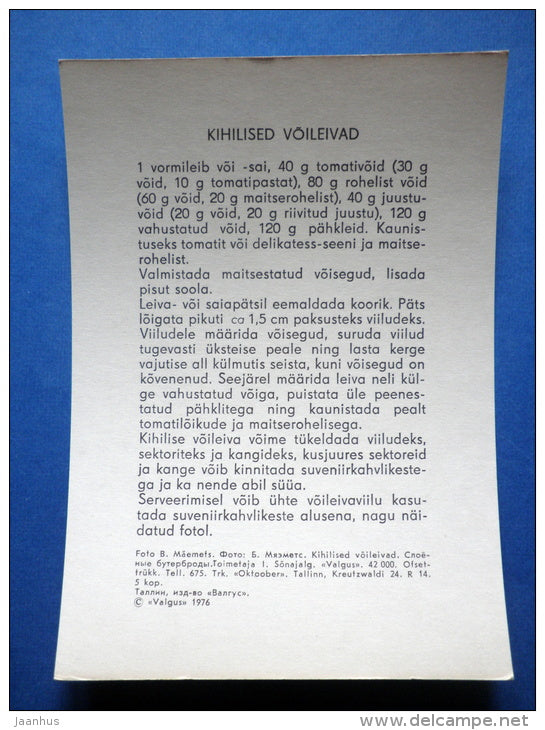 KIHILISED VÕILEIVAD
1 vormileib või -sai, 40 g tomativõid (30 g
võid, 10 g tomatipastat), 80 g rohelist võid
(60 g võid, 20 g maitserohelist), 40 g juustu-
võid (20 g võid, 20 g riivitud juustu), 120 g
vahustatud võid, 120 g pähkleid. Kaunis-
tuseks tomatit või delikatess-seeni ja maitse-
rohelist.
Valmistada maitsestatud võisegud, lisada
pisut soola.
Leiva- või saiapätsil eemaldada koorik. Päts
lõigata pikuti ca 1,5 cm paksusteks viiludeks.
Viiludele määrida võisegud, suruda viilud
tugevasti üksteise peale ning lasta kerge
vajutise all külmutis seista, kuni võisegud on
kõvenenud. Seejärel määrida leiva neli kül-
ge vahustatud võiga, puistata üle peenes-
tatud pähklitega ning kaunistada pealt
tomatilõikude ja maitserohelisega.
Kihilise võileiva võime tükeldada viiludeks,
sektoriteks ja kangideks, kusjuures sektoreid
ja kange võib kinnitada suveniirkahvlikeste-
ga ja ka nende abil süüa.
Serveerimisel võib ühte võileivaviilu kasu-
tada suveniirkahvlikeste alusena, nagu näi-
datud fotol.
Foto B. Mäemets. Фото: Б. Мяэметс. Kihilised võileivad. Слоё-
ные бутерброды.Toimetaja I. Sõnajalg. «Valgus». 42 000. Ofset-
trükk. Tell. 675. Trk. «Oktoober». Tallinn, Kreutzwaldi 24. R 14.
5 kop.
Таллин, изд-во «Валгус».
© «Valgus» 1976
jaanhus
www.delcampe.net